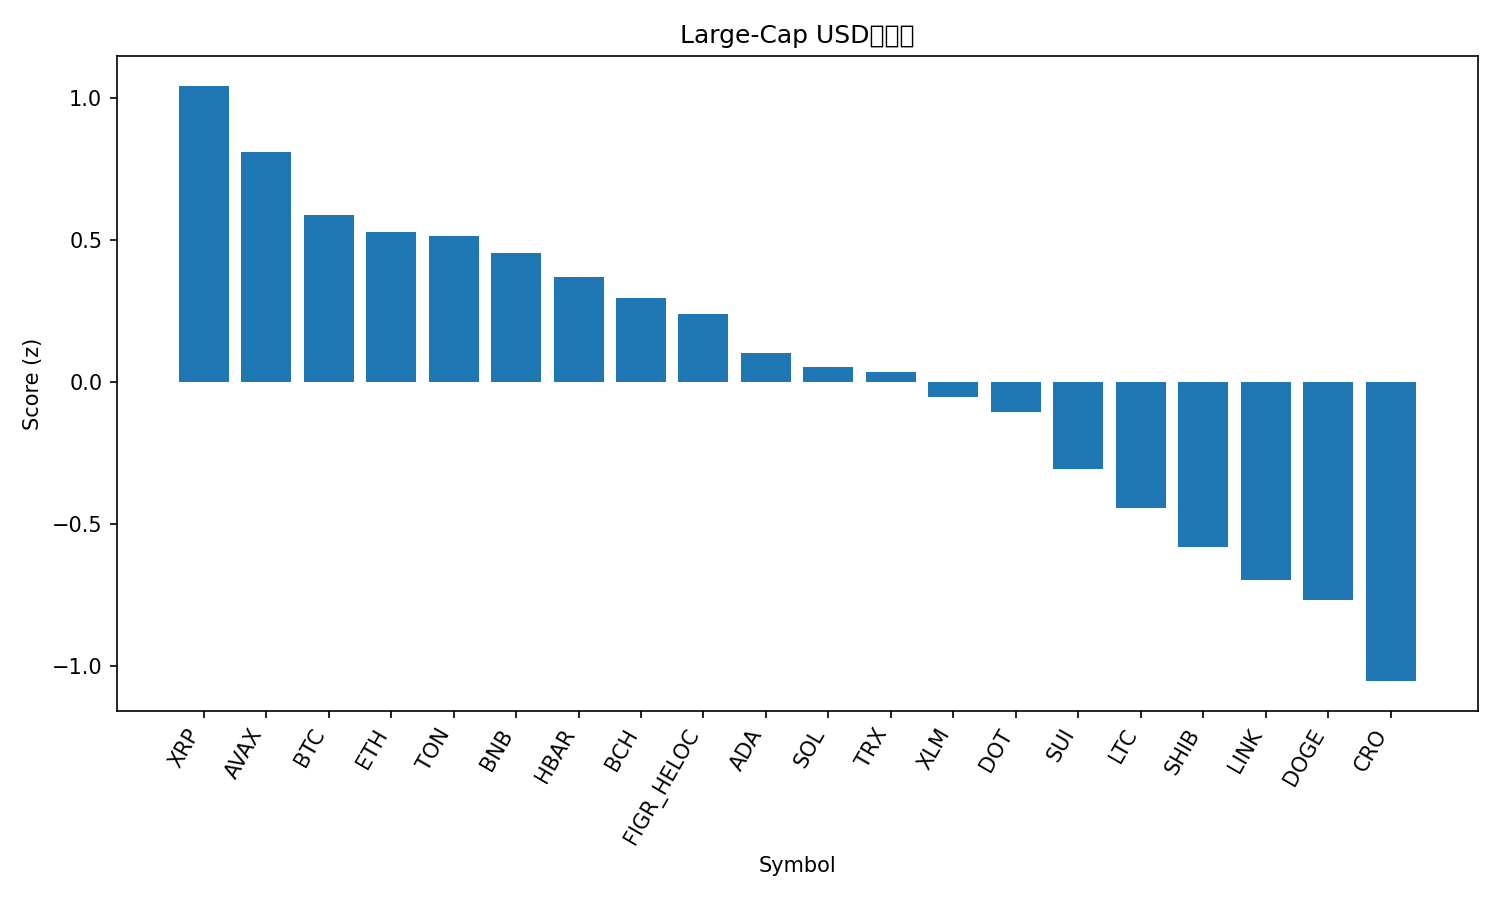 Large-Cap USD
Score (z)
1.0
0.5
0.0
−0.5
−1.0
XRP
AVAX
BTC
ETH
TON
BNB
HBAR
BCH
FIGR_HELOC
ADA
SOL
TRX
XLM
DOT
SUI
LTC
SHIB
LINK
DOGE
CRO
Symbol